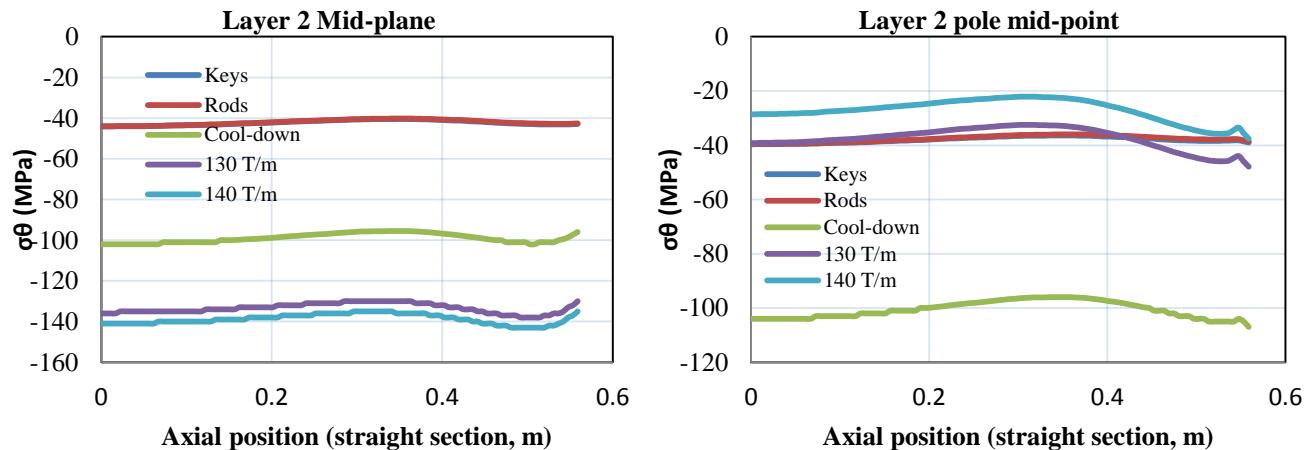 Layer 2 Mid-plane
0
-20
-40
-60
-80
-100
-120
-140
-160
σθ (MPa)
Keys
Rods
Cool-down
130 T/m
140 T/m
0 0.2 0.4 0.6
Axial position (straight section, m)
Layer 2 pole mid-point
0
-20
-40
-60
-80
-100
-120
σθ (MPa)
Keys
Rods
Cool-down
130 T/m
140 T/m
0 0.2 0.4 0.6
Axial position (straight section, m)